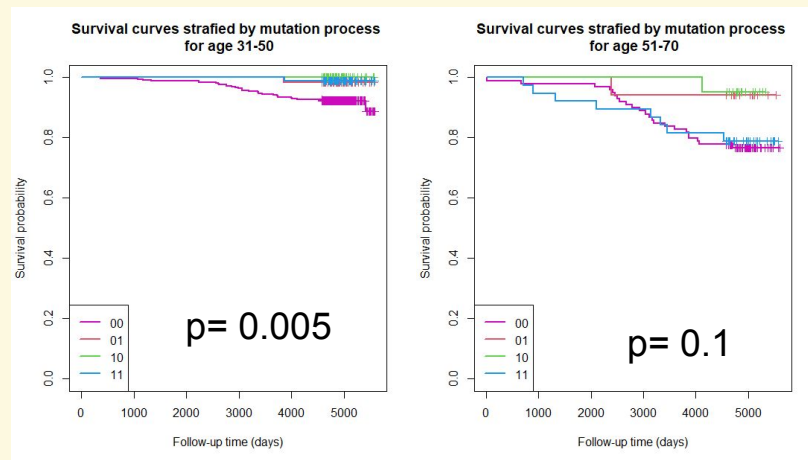 Survival curves strafied by mutation process
for age 31-50
Survival probability
1.0
0.8
0.6
0.4
0.2
0.0
00
01
10
11
p= 0.005
0 1000 2000 3000 4000 5000
Follow-up time (days)
Survival curves strafied by mutation process
for age 51-70
Survival probability
1.0
0.8
0.6
0.4
0.2
0.0
00
01
10
11
p= 0.1
0 1000 2000 3000 4000 5000
Follow-up time (days)